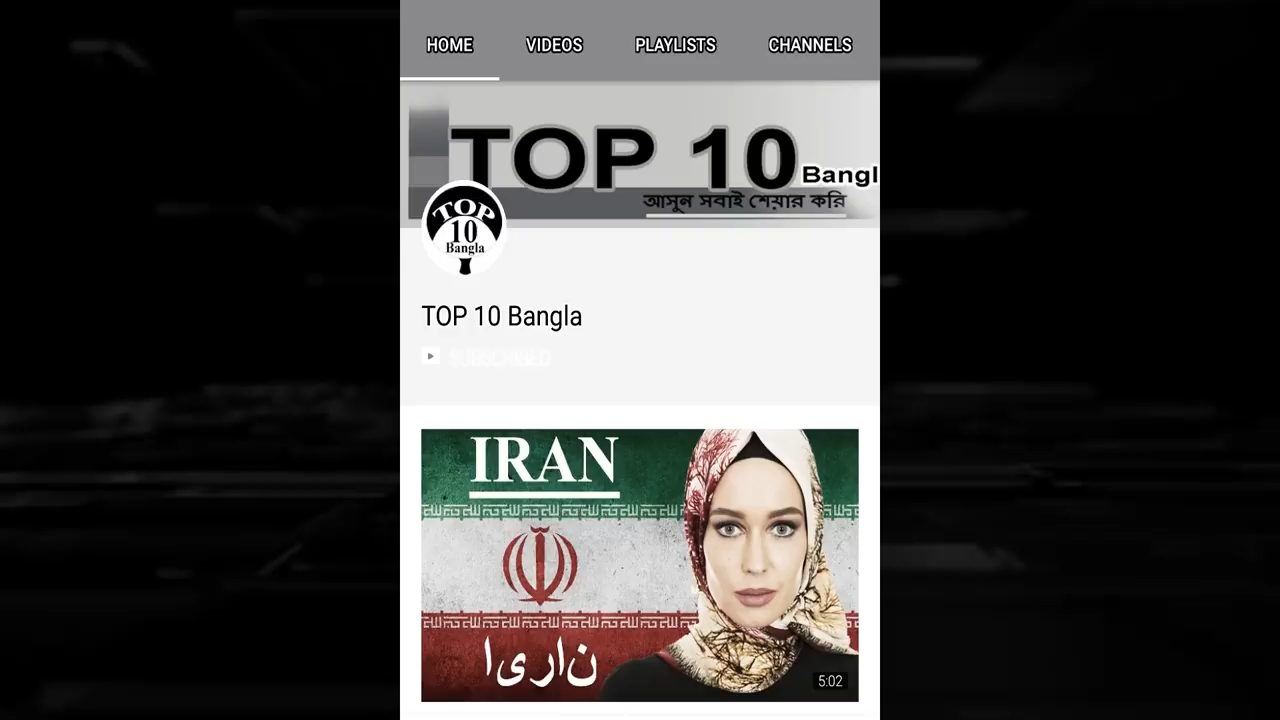 HOME VIDEOS PLAYLISTS CHANNELS
TOP 10 Bangl
আসুন সবাই শেয়ার করি
TOP
10
Bangla
TOP 10 Bangla
SUBSCRIBED
IRAN
ایران
5:02